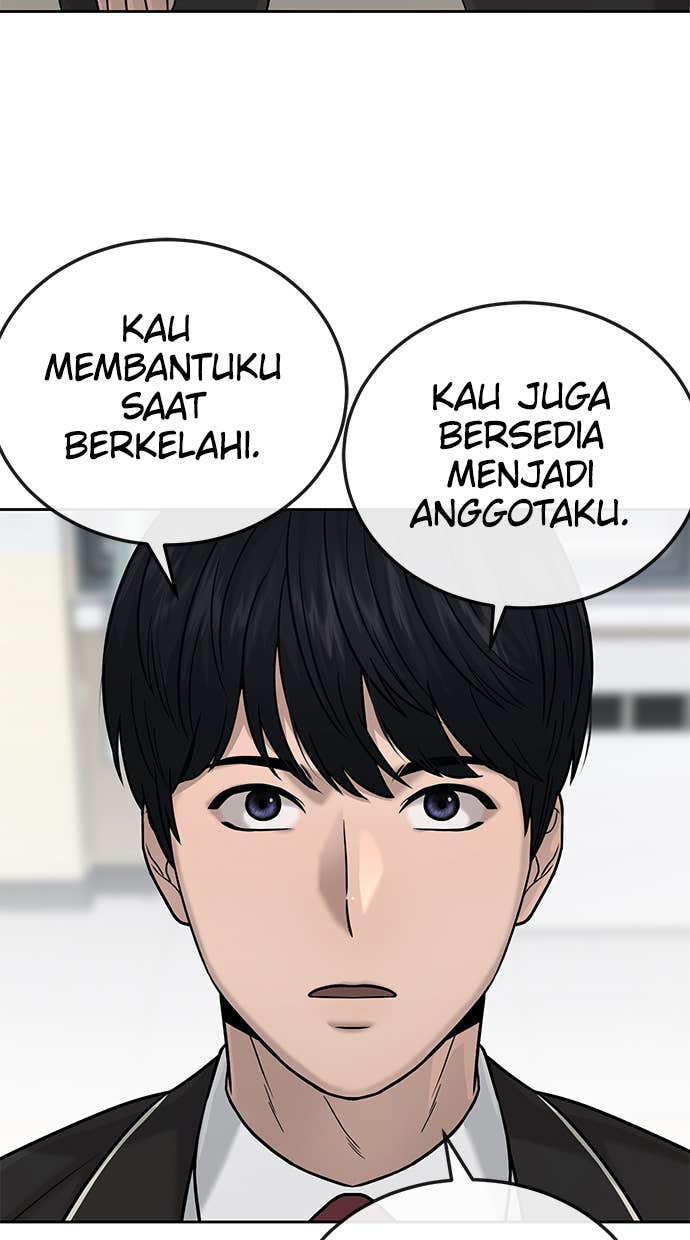 KAU
MEMBANTUKU
SAAT
BERKELAHI.
KAU JUGA
BERSEDIA
MENJADI
ANGGOTAKU.